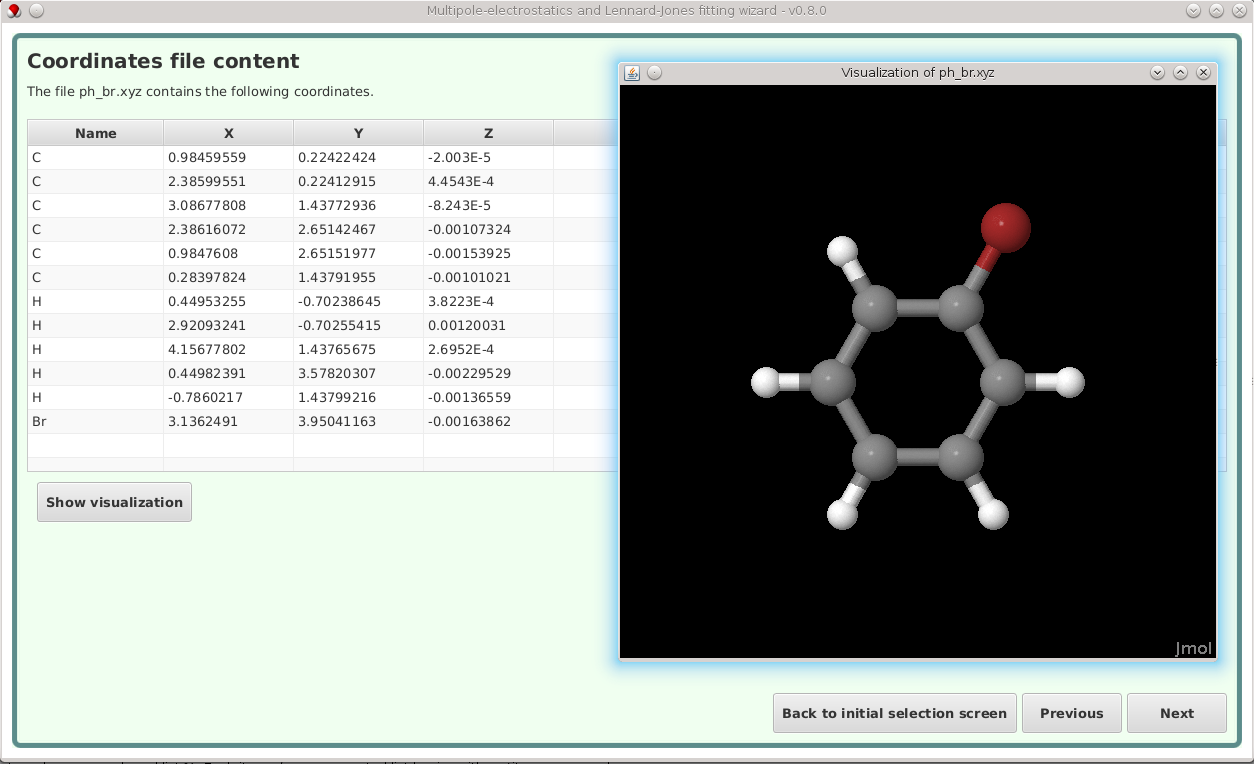 Multipole-electrostatics and Lennard-Jones fitting wizard - v0.8.0
Coordinates file content
The file ph_br.xyz contains the following coordinates.
Name X Y Z
C 0.98459559 0.22422424 -2.003E-5
C 2.38599551 0.22412915 4.4543E-4
C 3.08677808 1.43772936 -8.243E-5
C 2.38616072 2.65142467 -0.00107324
C 0.9847608 2.65151977 -0.00153925
C 0.28397824 1.43791955 -0.00101021
H 0.44953255 -0.70238645 3.8223E-4
H 2.92093241 -0.70255415 0.00120031
H 4.15677802 1.43765675 2.6952E-4
H 0.44982391 3.57820307 -0.00229529
H -0.7860217 1.43799216 -0.00136559
Br 3.1362491 3.95041163 -0.00163862
Show visualization
Visualization of ph_br.xyz
Jmol
Back to initial selection screen
Previous
Next